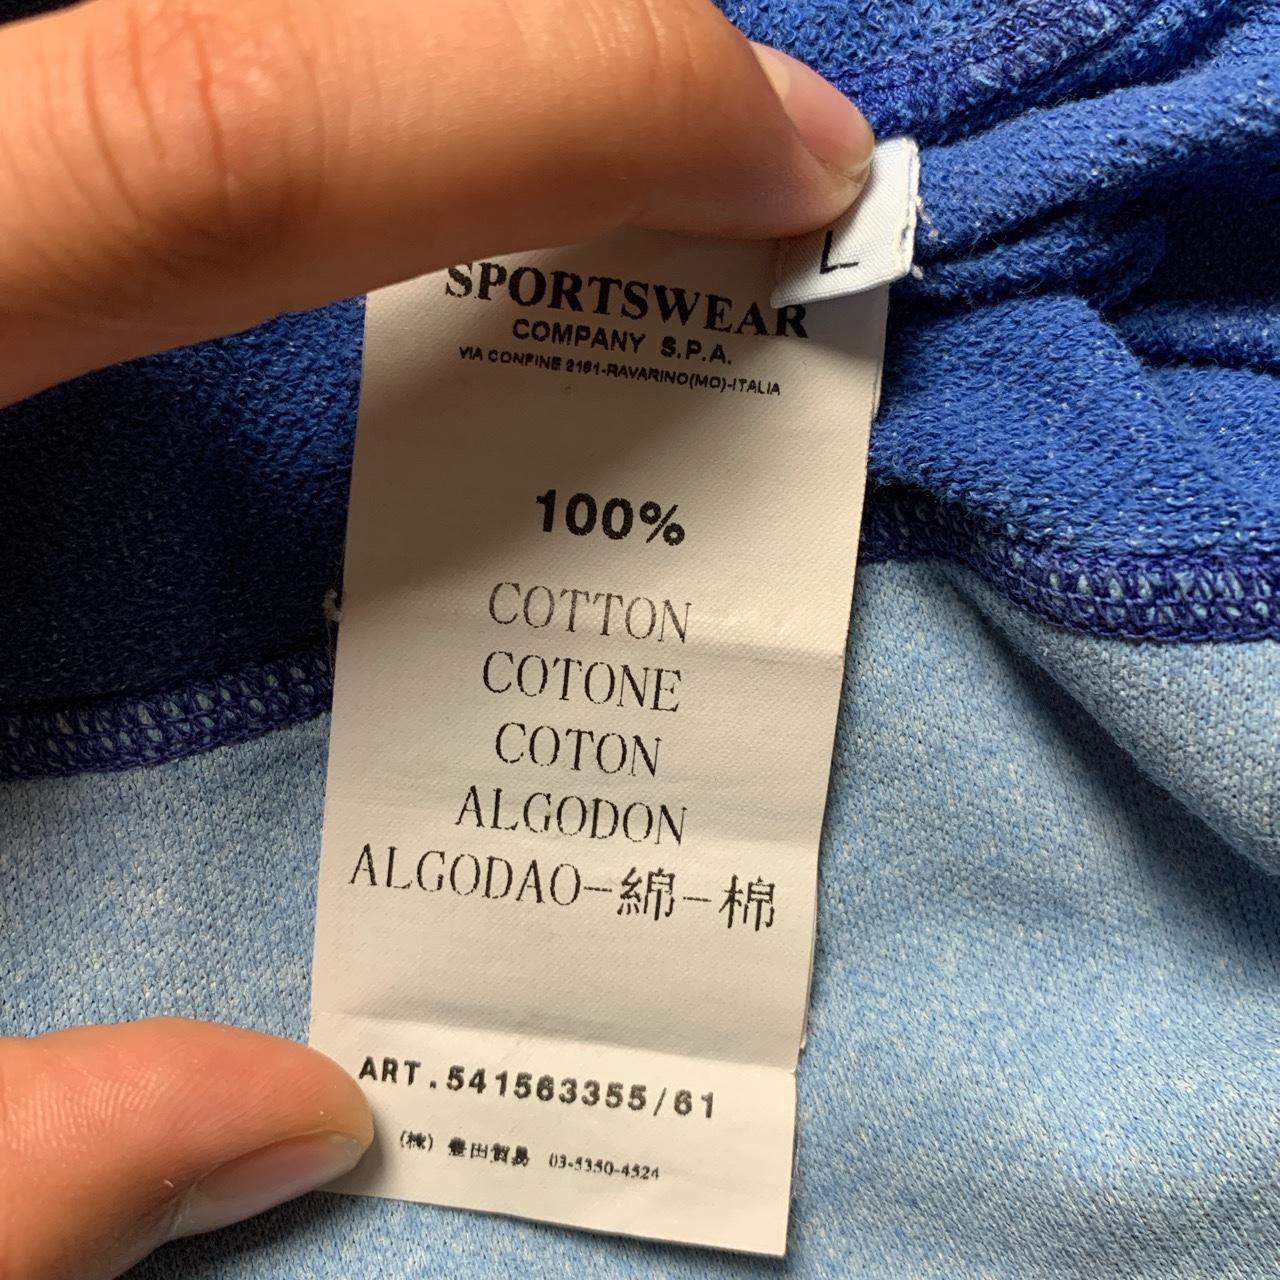 L
SPORTSWEAR
COMPANY S.P.A.
VIA CONFINE 2161-RAVARINO(MO)-ITALIA
100%
COTTON
COTONE
COTON
ALGODON
ALGODAO-綿-棉
ART.541563355/61
(株) 豊田貿易 03-5350-4524